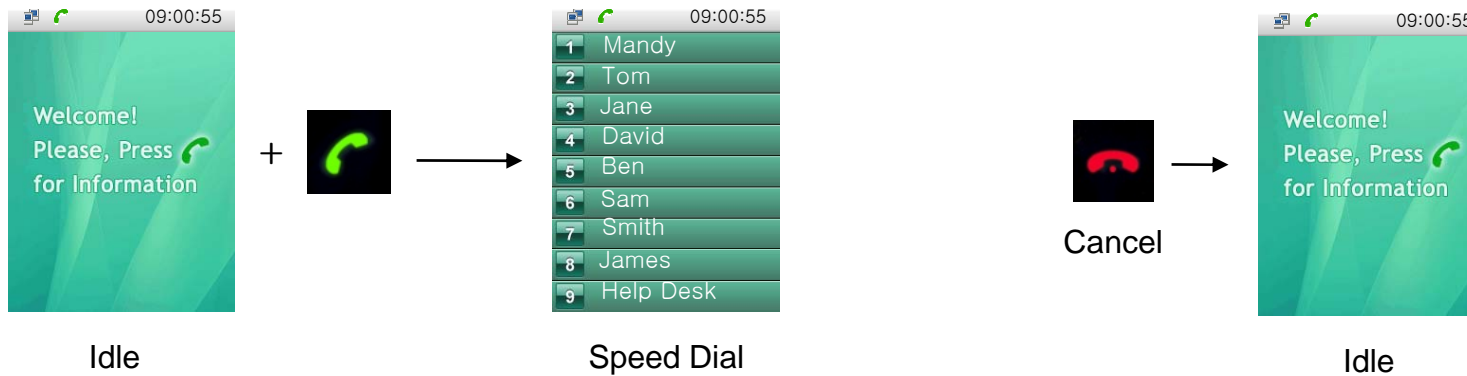 09:00:55
Welcome!
Please, Press
for Information
+
Idle
09:00:55
1 Mandy
2 Tom
3 Jane
4 David
5 Ben
6 Sam
7 Smith
8 James
9 Help Desk
Speed Dial
Cancel
09:00:55
Welcome!
Please, Press
for Information
Idle